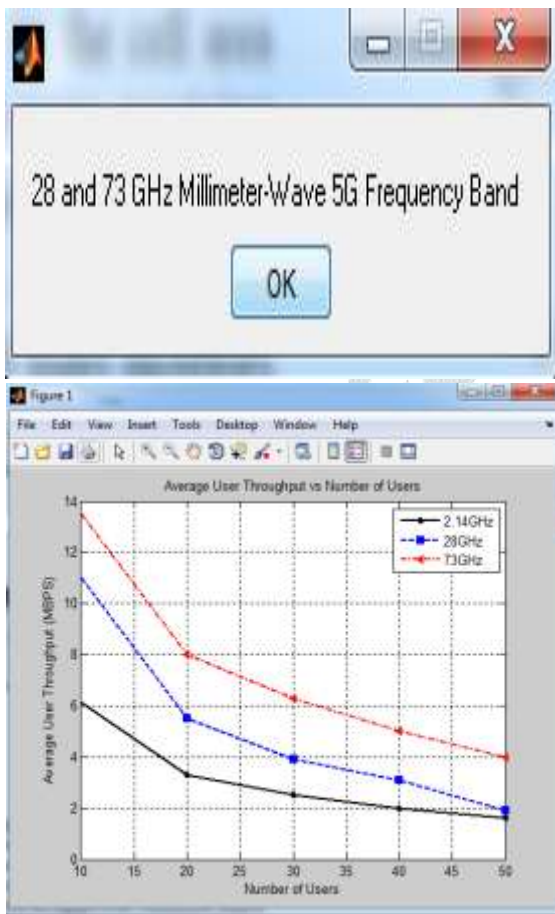 28 and 73 GHz Millimeter-Wave 5G Frequency Band
OK
Figure 1
File Edit View Insert Tools Desktop Window Help
Average User Throughput vs Number of Users
2.14GHz
28GHz
73GHz
Average User Throughput (MBPS)
14
12
10
8
6
4
2
0
10 15 20 25 30 35 40 45 50
Number of Users